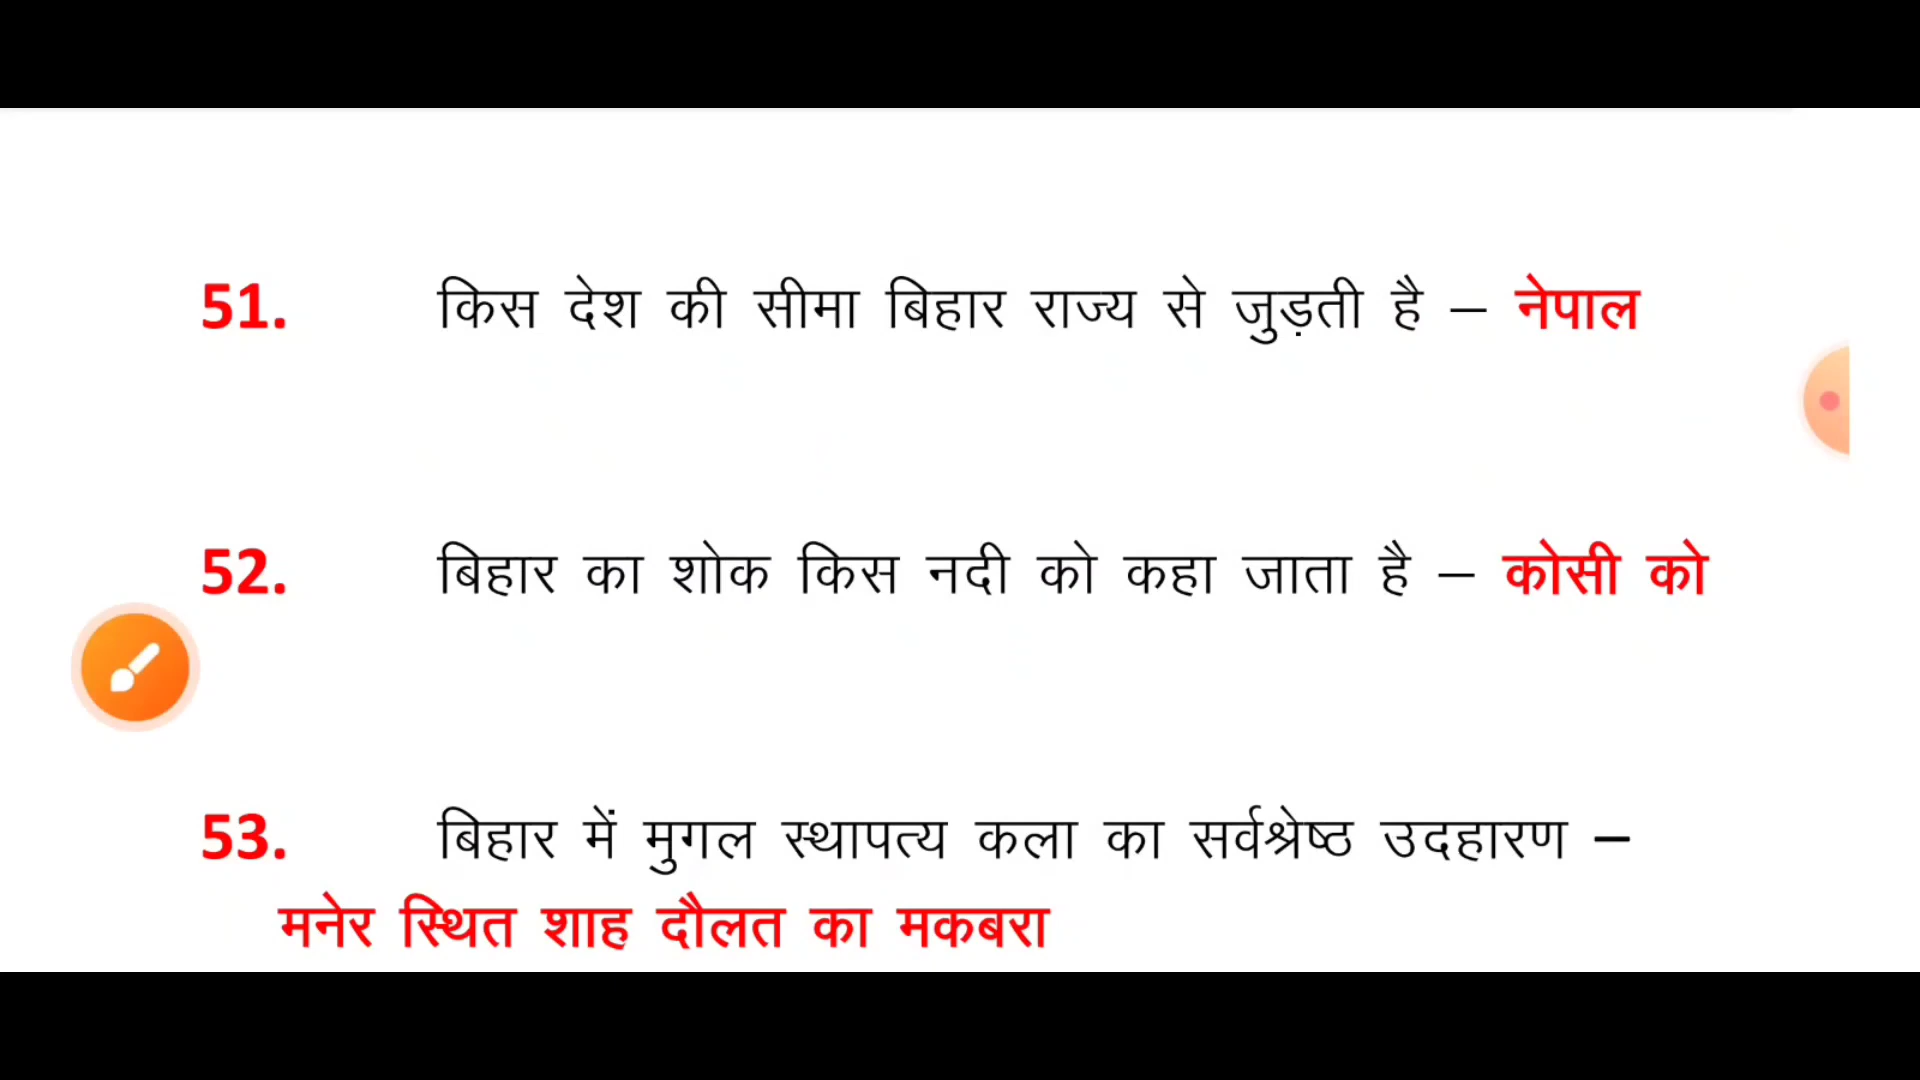 51. किस देश की सीमा बिहार राज्य से जुड़ती है – नेपाल
52. बिहार का शोक किस नदी को कहा जाता है – कोसी को
53. बिहार में मुगल स्थापत्य कला का सर्वश्रेष्ठ उदहारण –
मनेर स्थित शाह दौलत का मकबरा